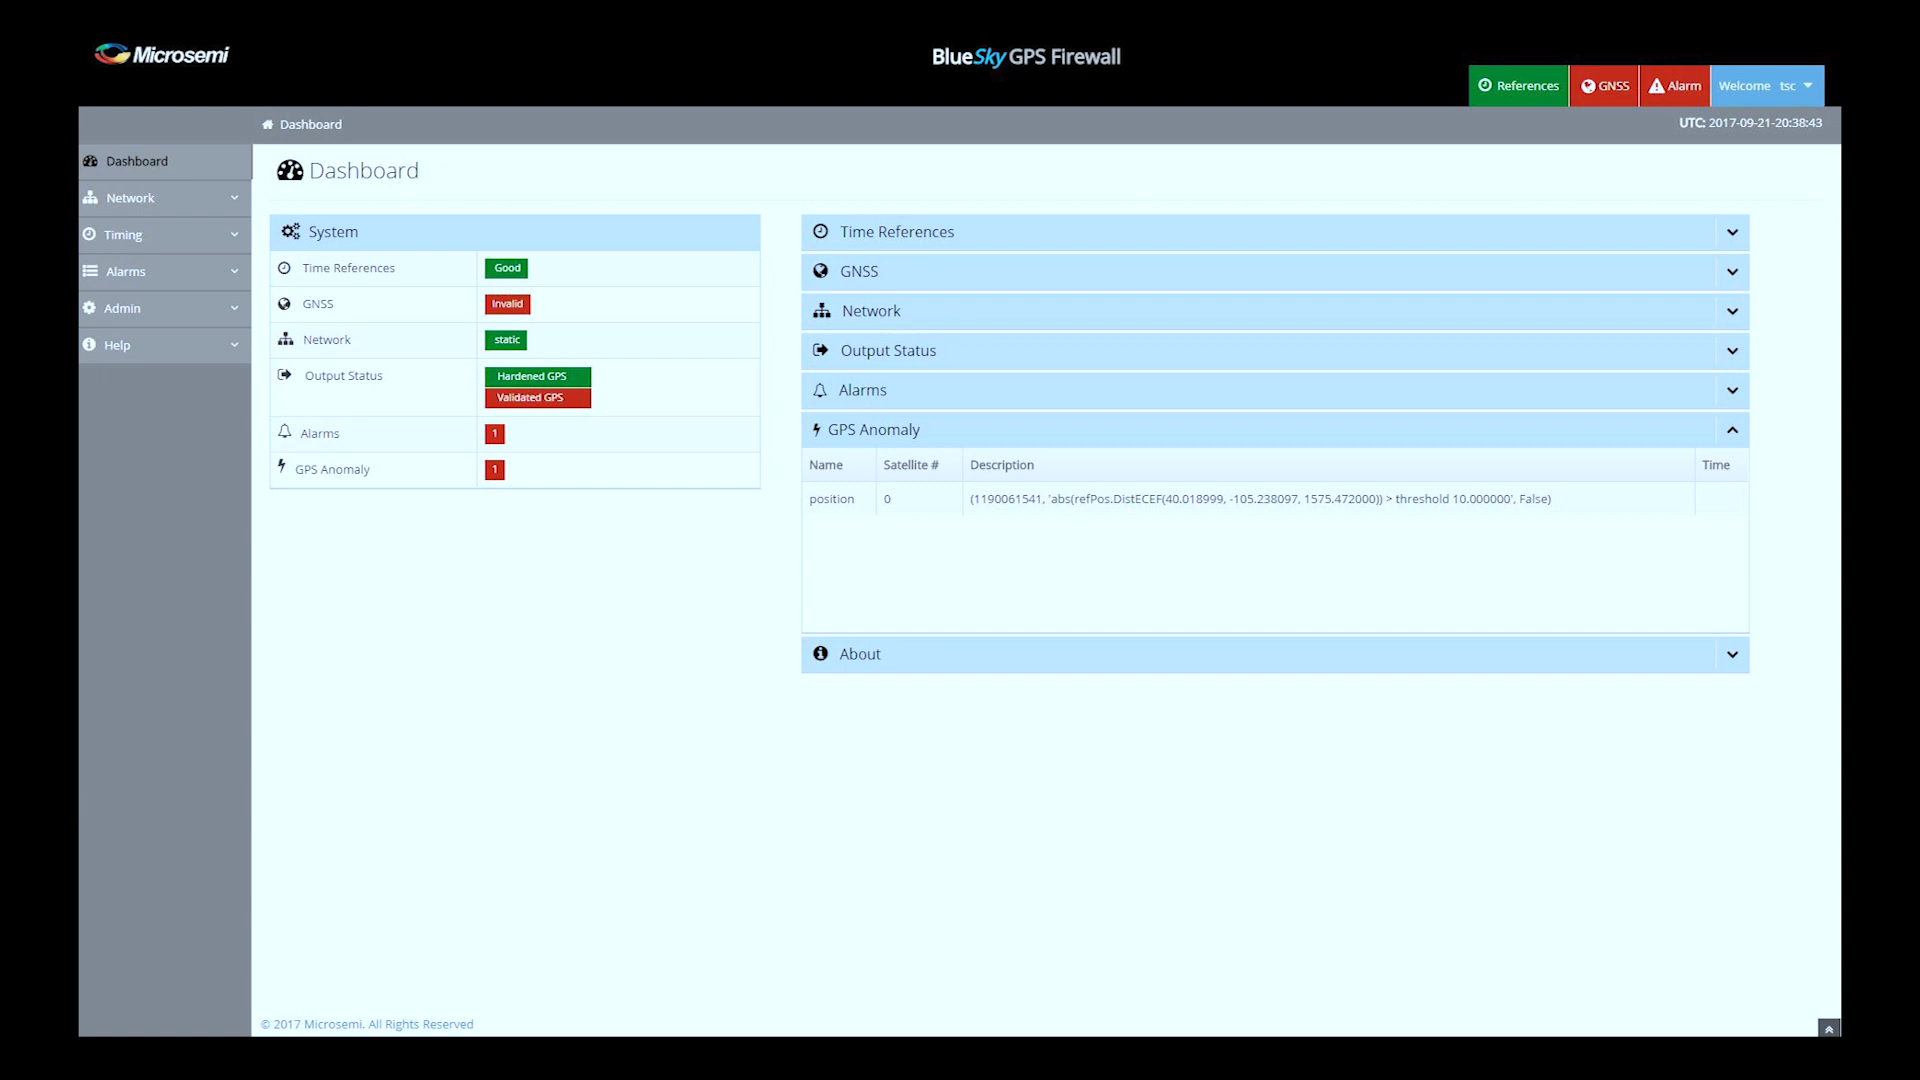 Microsemi
BlueSky GPS Firewall
References GNSS Alarm Welcome tsc
Dashboard
UTC: 2017-09-21-20:38:43
Dashboard
Network
Timing
Alarms
Admin
Help
Dashboard
System
Time References Good
GNSS Invalid
Network static
Output Status Hardened GPS
Validated GPS
Alarms 1
GPS Anomaly 1
Time References
GNSS
Network
Output Status
Alarms
GPS Anomaly
Name Satellite # Description Time
position 0 (1190061541, 'abs(refPos.DistECEF(40.018999, -105.238097, 1575.472000)) > threshold 10.000000', False)
About
© 2017 Microsemi. All Rights Reserved